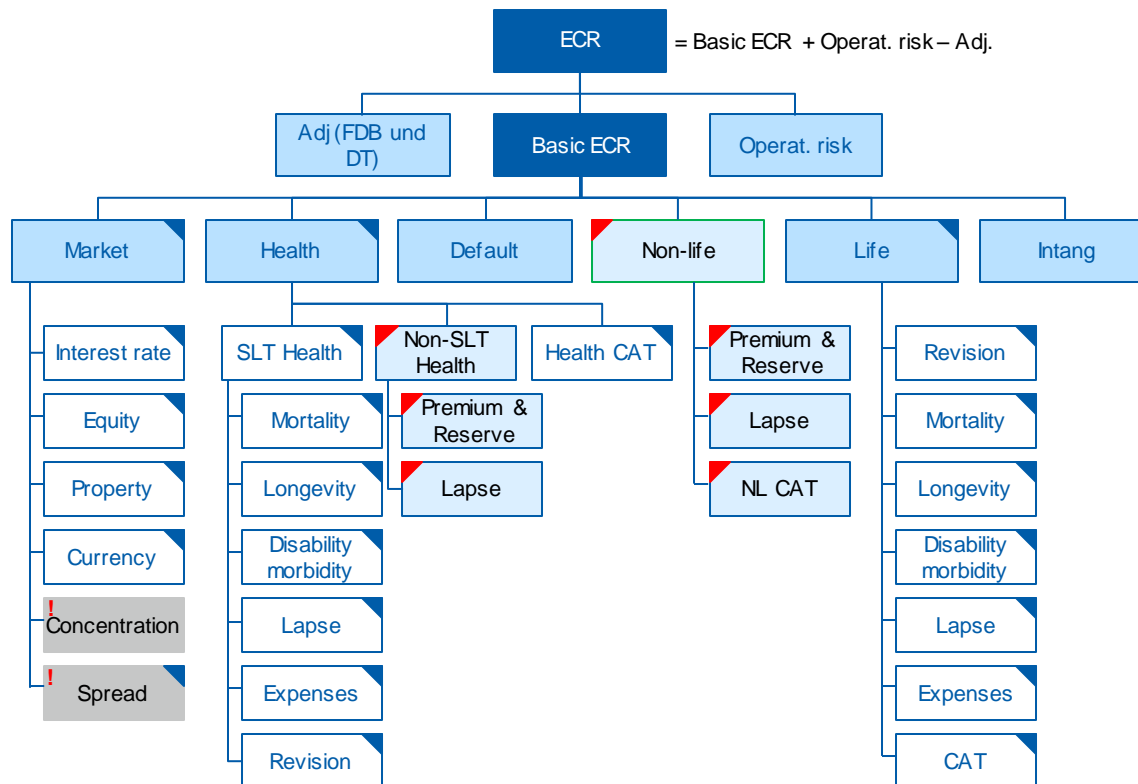 ECR
= Basic ECR + Operat. risk – Adj.
Adj (FDB und
DT)
Basic ECR
Operat. risk
Market
Health
Default
Non-life
Life
Intang
Interest rate
SLT Health
Non-SLT
Health
Health CAT
Premium &
Reserve
Revision
Equity
Mortality
Premium &
Reserve
Lapse
Mortality
Property
Longevity
Lapse
NL CAT
Longevity
Currency
Disability
morbidity
Disability
morbidity
!
Concentration
Lapse
Lapse
!
Spread
Expenses
Expenses
Revision
CAT